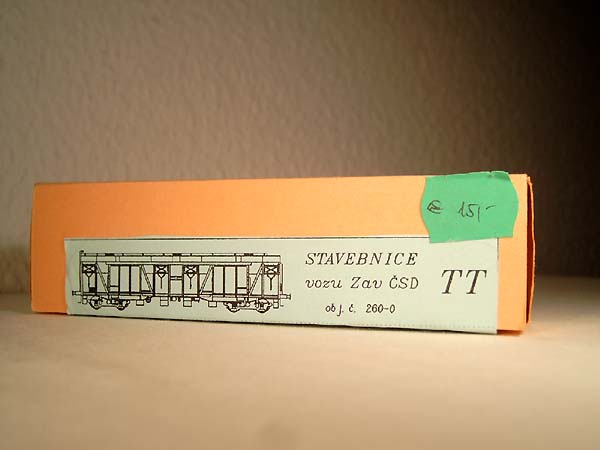 € 15,-
STAVEBNICE
vozu Zav ČSD TT
obj. č. 260-0